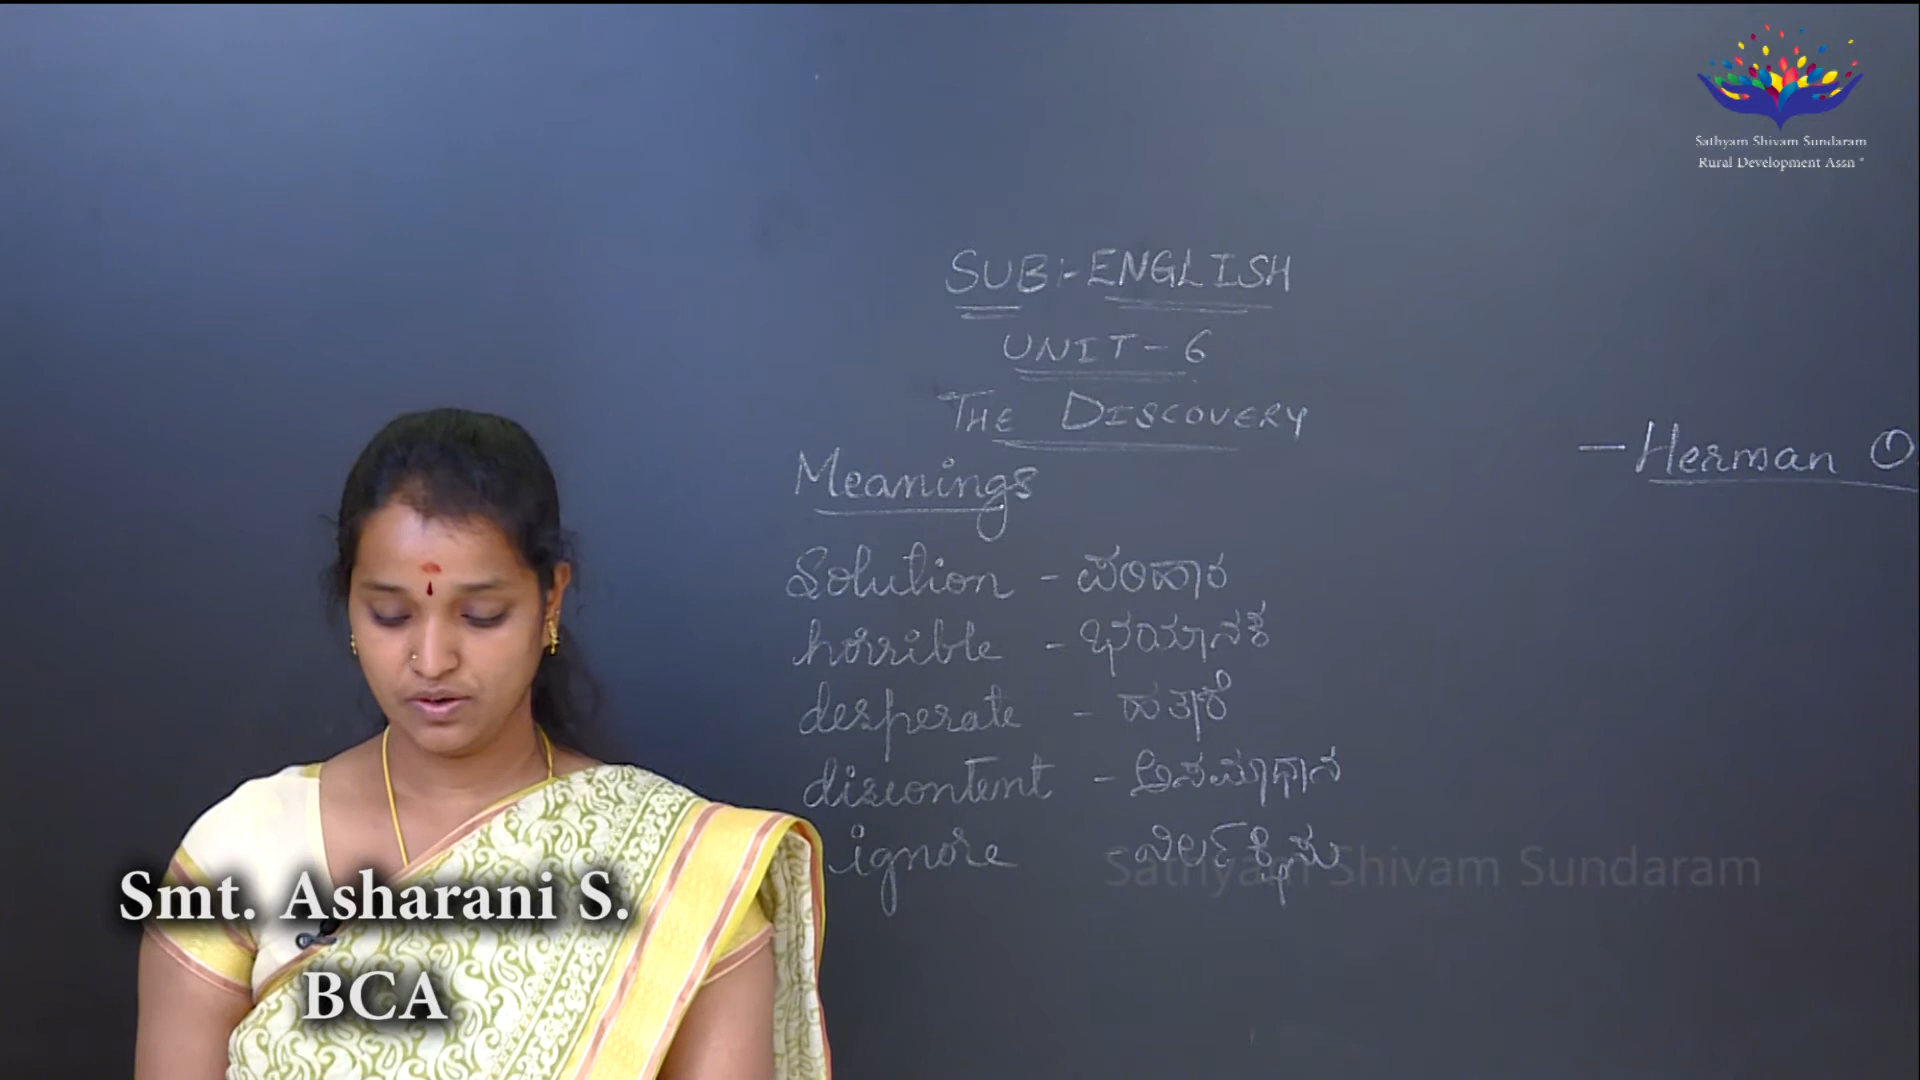 Sathyam Shivam Sundaram
Rural Development Assn ®
SUB:- ENGLISH
UNIT - 6
THE DISCOVERY
- Herman O
Meanings
Solution - ಪರಿಹಾರ
horrible - ಭಯಾನಕ
desperate - ಹತಾಶೆ
discontent - ಅಸಮಾಧಾನ
ignore - ನಿರ್ಲಕ್ಷಿಸು
Sathyam Shivam Sundaram
Smt. Asharani S.
BCA